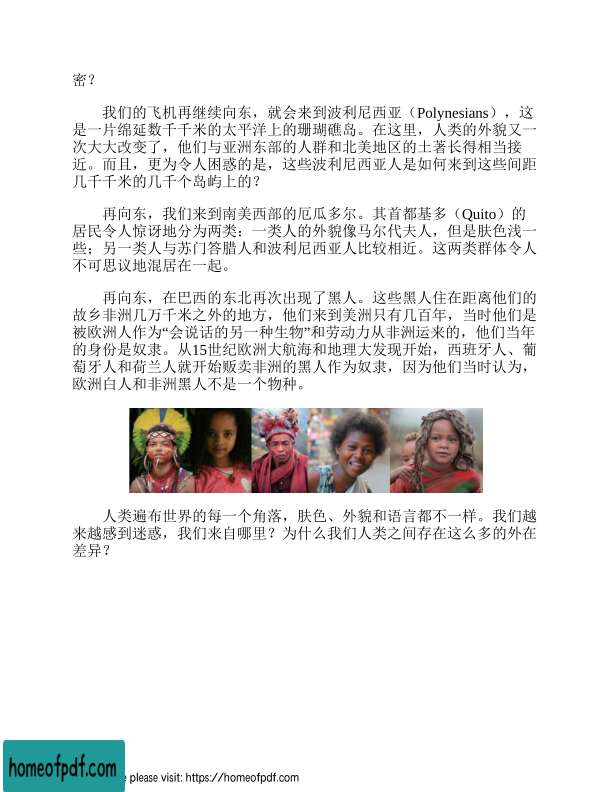 密？
我们的飞机再继续向东，就会来到波利尼西亚（Polynesians），这
是一片绵延数千千米的太平洋上的珊瑚礁岛。在这里，人类的外貌又一
次大大改变了，他们与亚洲东部的人群和北美地区的土著长得相当接
近。而且，更为令人困惑的是，这些波利尼西亚人是如何来到这些间距
几千千米的几千个岛屿上的？
再向东，我们来到南美西部的厄瓜多尔。其首都基多（Quito）的
居民令人惊讶地分为两类：一类人的外貌像马尔代夫人，但是肤色浅一
些；另一类人与苏门答腊人和波利尼西亚人比较相近。这两类群体令人
不可思议地混居在一起。
再向东，在巴西的东北再次出现了黑人。这些黑人住在距离他们的
故乡非洲几万千米之外的地方，他们来到美洲只有几百年，当时他们是
被欧洲人作为“会说话的另一种生物”和劳动力从非洲运来的，他们当年
的身份是奴隶。从15世纪欧洲大航海和地理大发现开始，西班牙人、葡
萄牙人和荷兰人就开始贩卖非洲的黑人作为奴隶，因为他们当时认为，
欧洲白人和非洲黑人不是一个物种。
人类遍布世界的每一个角落，肤色、外貌和语言都不一样。我们越
来越感到迷惑，我们来自哪里？为什么我们人类之间存在这么多的外在
差异？
homeofpdf.com
please visit: https://homeofpdf.com